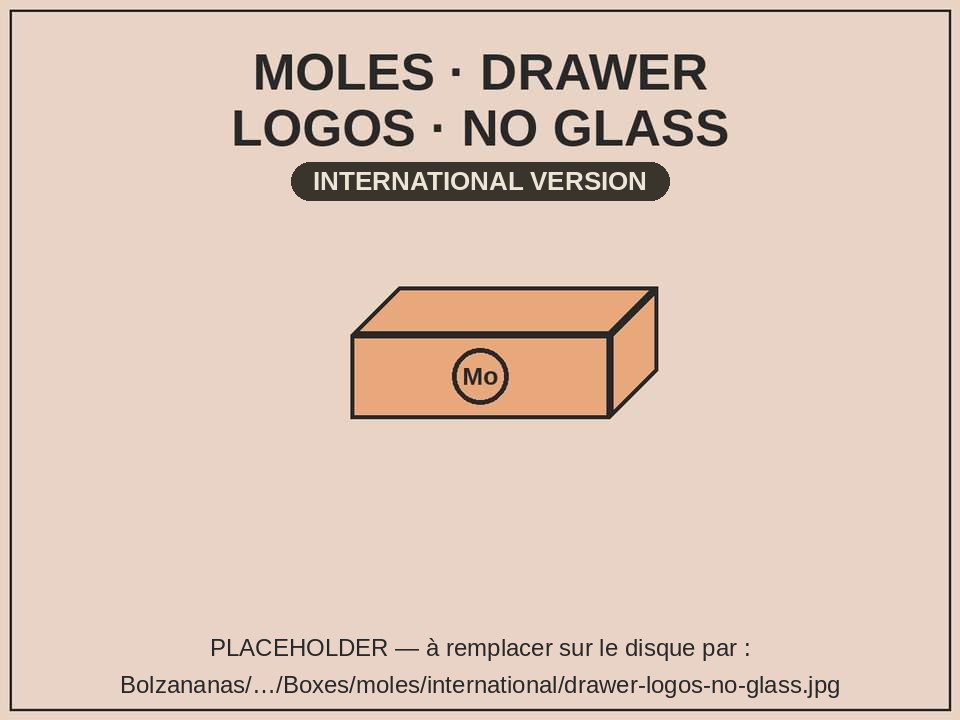 MOLES · DRAWER
LOGOS · NO GLASS
INTERNATIONAL VERSION
Mo
PLACEHOLDER — à remplacer sur le disque par :
Bolzananas/…/Boxes/moles/international/drawer-logos-no-glass.jpg